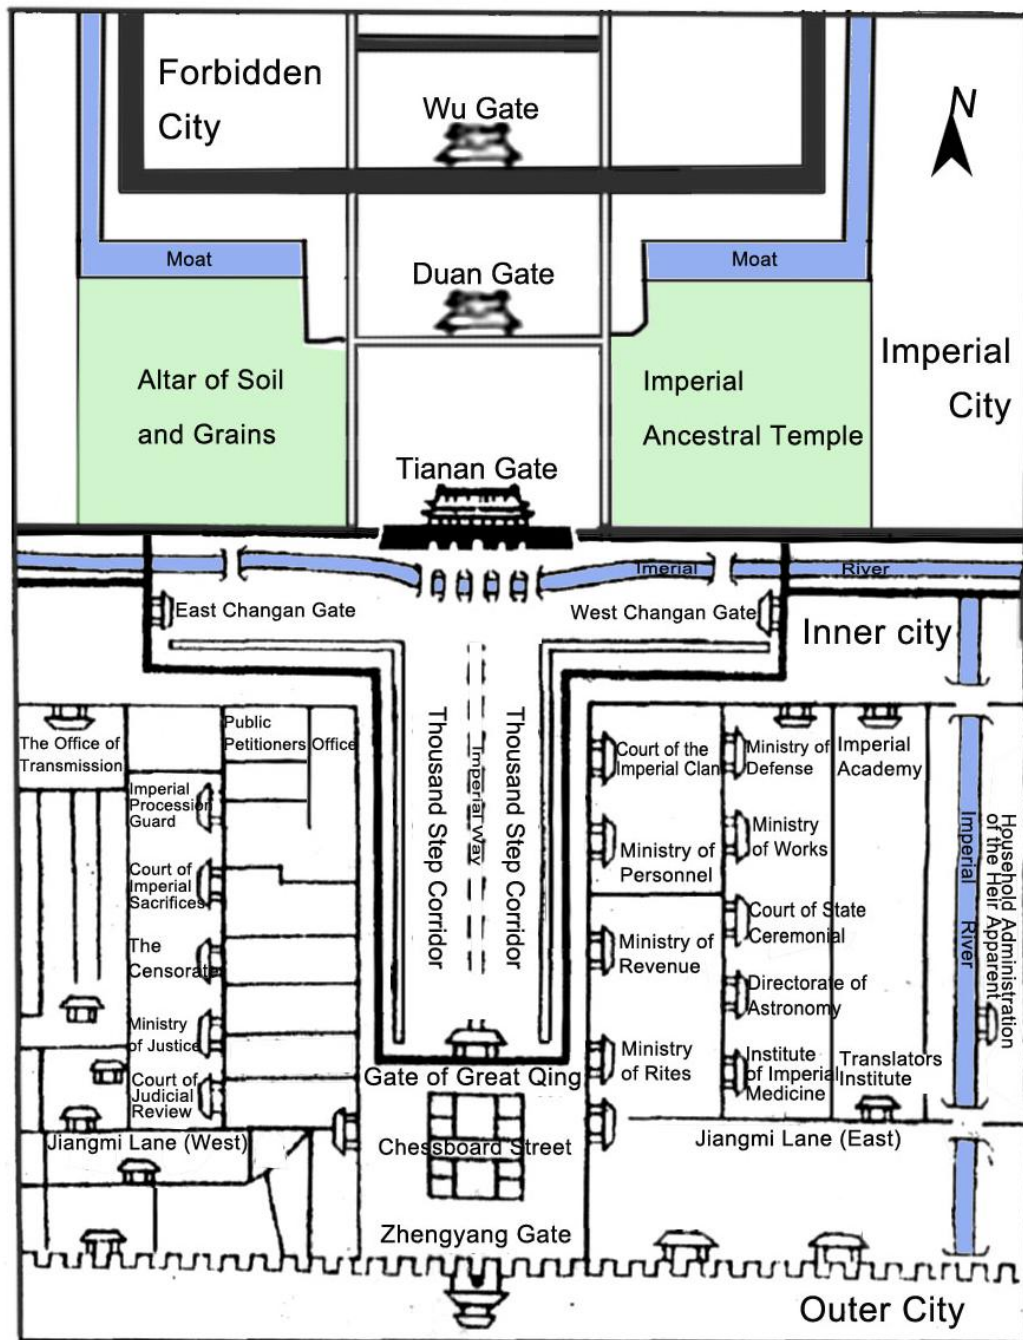 Forbidden
City
Wu Gate
N
Moat
Duan Gate
Moat
Imperial
City
Altar of Soil
and Grains
Imperial
Ancestral Temple
Tianan Gate
Imerial
River
East Changan Gate
West Changan Gate
Inner city
Thousand Step Corridor
Imperial Way
Thousand Step Corridor
The Office of
Transmission
Public
Petitioners Office
Imperial
Procession
Guard
Court of
Imperial
Sacrifices
The
Censorate
Ministry
of Justice
Court of
Judicial
Review
Court of the
Imperial Clan
Ministry of
Defense
Imperial
Academy
Ministry of
Personnel
Ministry
of Works
Ministry of
Revenue
Court of State
Ceremonial
Directorate of
Astronomy
Ministry
of Rites
Institute
of Imperial
Medicine
Translators
Institute
Imperial River
Household Administration
of the Heir Apparent
Gate of Great Qing
Jiangmi Lane (West)
Chessboard Street
Jiangmi Lane (East)
Zhengyang Gate
Outer City